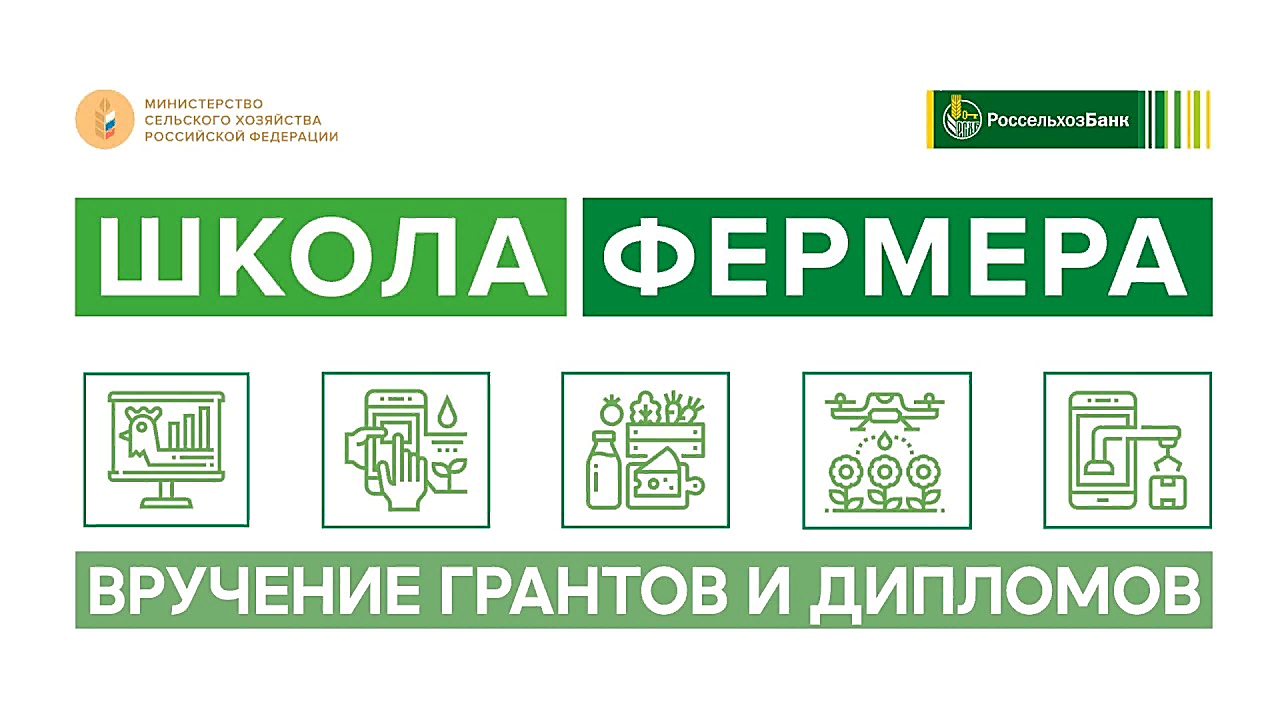 МИНИСТЕРСТВО
СЕЛЬСКОГО ХОЗЯЙСТВА
РОССИЙСКОЙ ФЕДЕРАЦИИ
РоссельхозБанк
ШКОЛА ФЕРМЕРА
ВРУЧЕНИЕ ГРАНТОВ И ДИПЛОМОВ